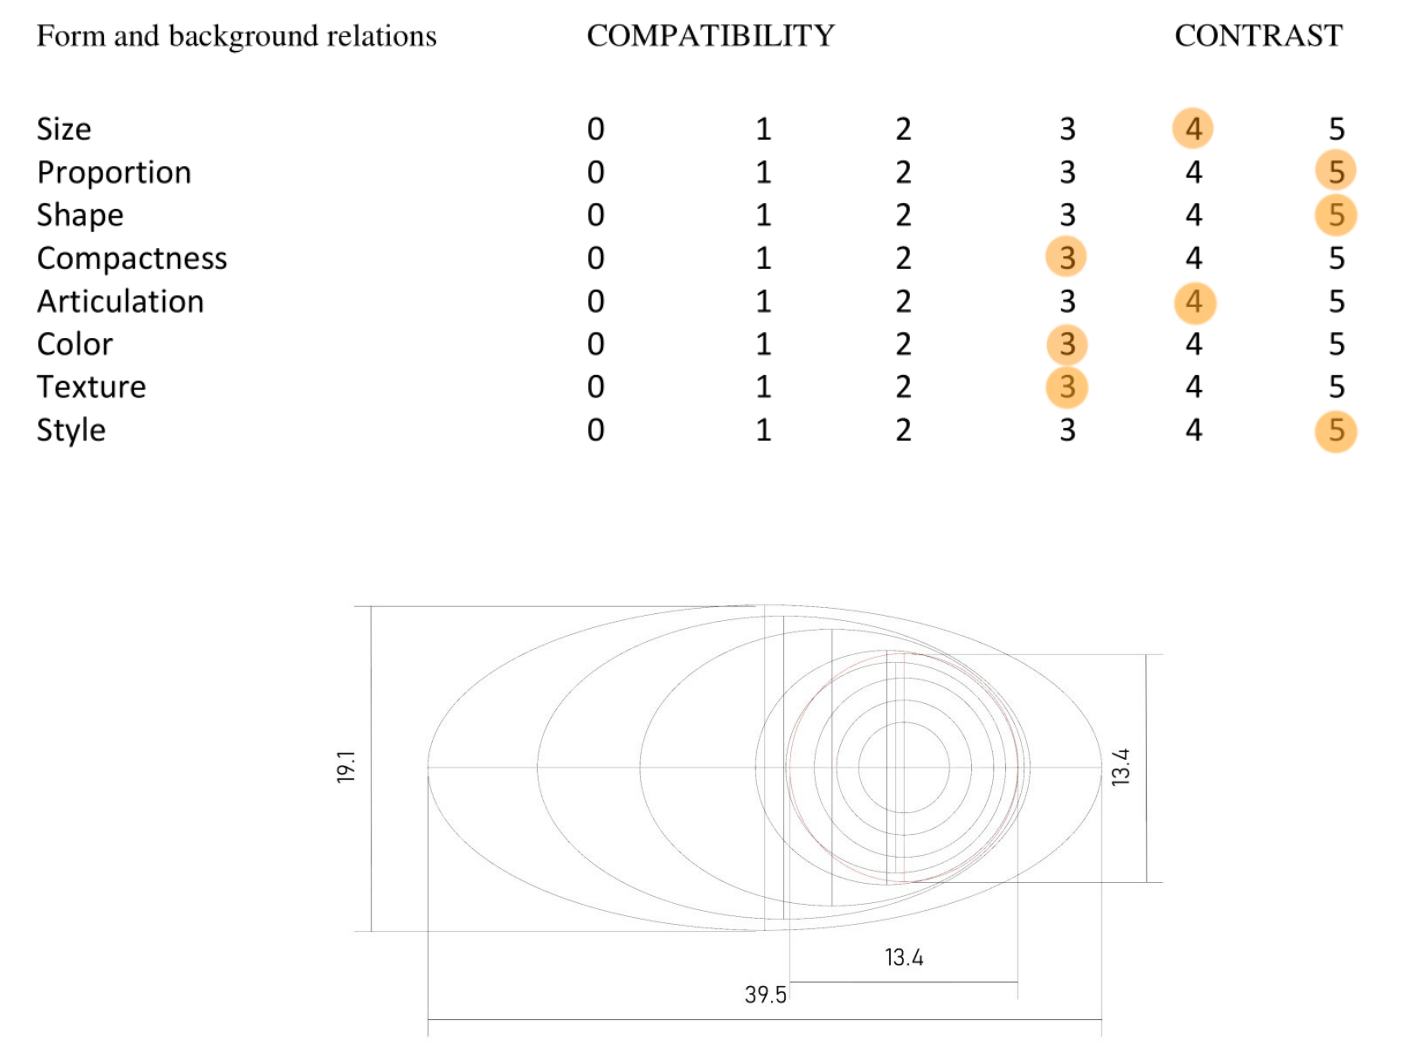 Form and background relations COMPATIBILITY CONTRAST
Size 0 1 2 3 4 5
Proportion 0 1 2 3 4 5
Shape 0 1 2 3 4 5
Compactness 0 1 2 3 4 5
Articulation 0 1 2 3 4 5
Color 0 1 2 3 4 5
Texture 0 1 2 3 4 5
Style 0 1 2 3 4 5
19.1
13.4
13.4
39.5